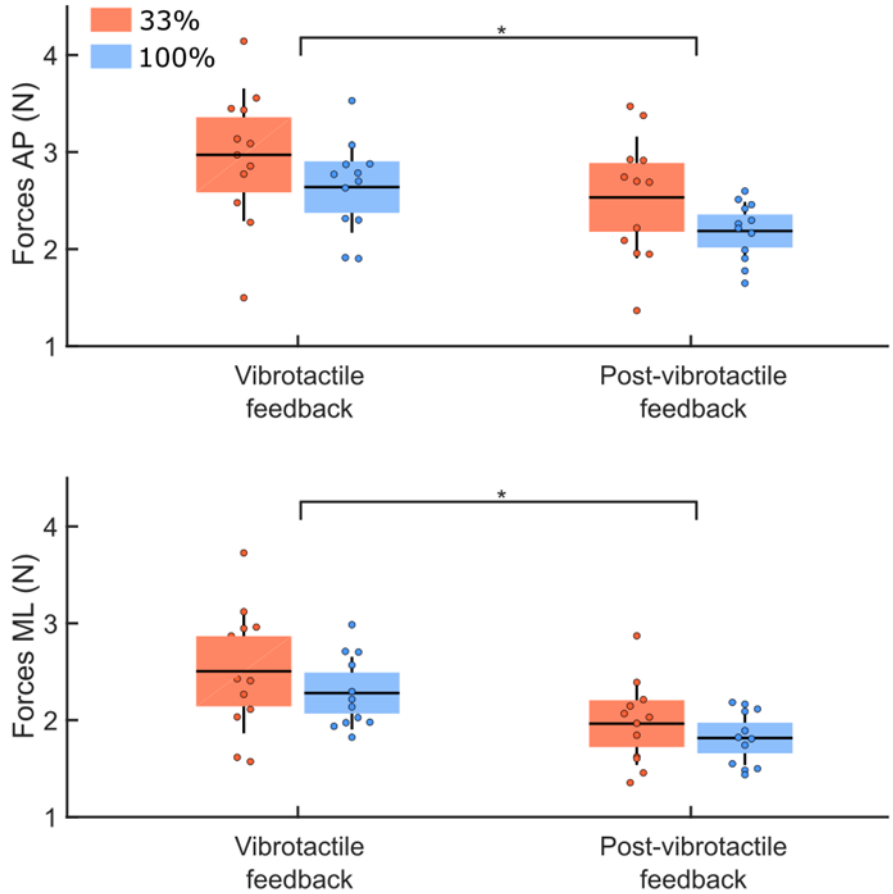 33%
100%
*
Forces AP (N)
4
3
2
1
Vibrotactile
feedback
Post-vibrotactile
feedback
*
Forces ML (N)
4
3
2
1
Vibrotactile
feedback
Post-vibrotactile
feedback